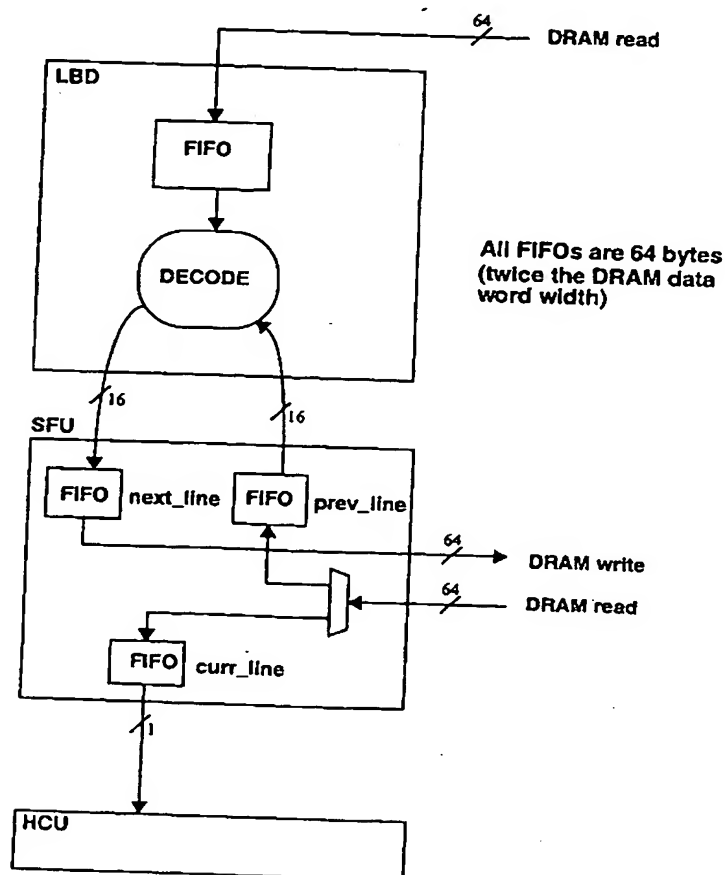 64
DRAM read
LBD
FIFO
DECODE
All FIFOs are 64 bytes
(twice the DRAM data
word width)
16
16
SFU
FIFO
next_line
FIFO
prev_line
64
DRAM write
64
DRAM read
FIFO
curr_line
1
HCU